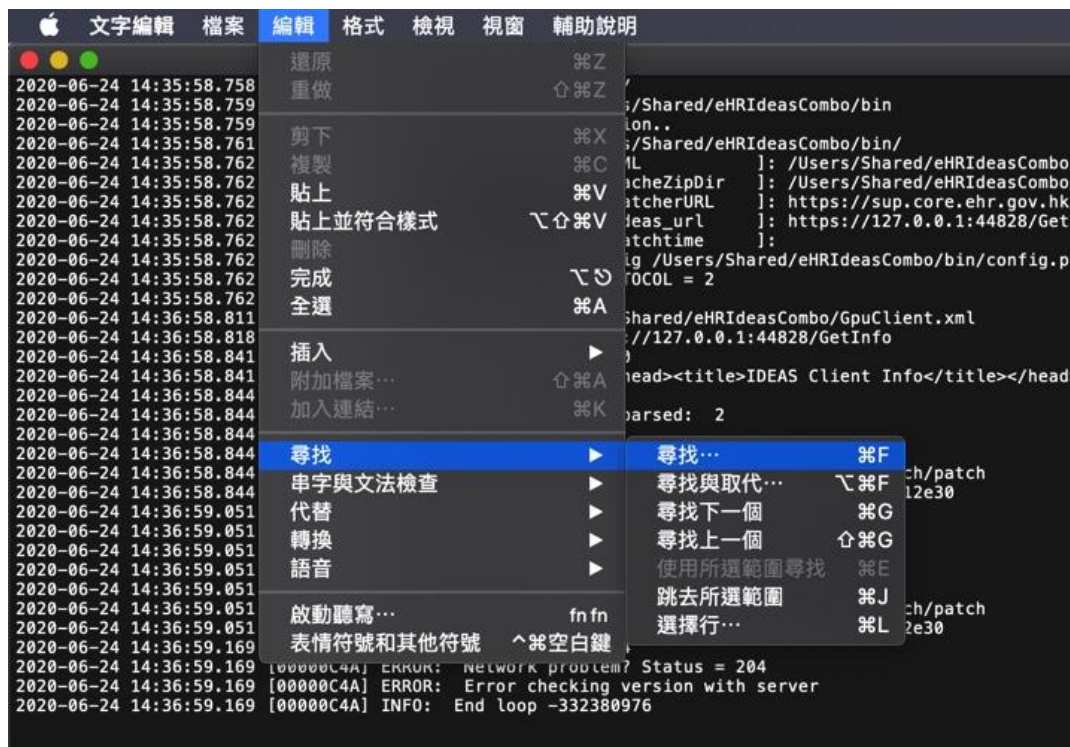 文字編輯 檔案 編輯 格式 檢視 視窗 輔助說明
還原 ⌘Z
重做 ⇧⌘Z
剪下 ⌘X
複製 ⌘C
貼上 ⌘V
貼上並符合樣式 ⌥⇧⌘V
刪除
完成 ⌥⎋
全選 ⌘A
插入 ▶
附加檔案⋯ ⇧⌘A
加入連結⋯ ⌘K
尋找 ▶
串字與文法檢查 ▶
代替 ▶
轉換 ▶
語音 ▶
啟動聽寫⋯ fn fn
表情符號和其他符號 ^⌘空白鍵
尋找⋯ ⌘F
尋找與取代⋯ ⌥⌘F
尋找下一個 ⌘G
尋找上一個 ⇧⌘G
使用所選範圍尋找 ⌘E
跳去所選範圍 ⌘J
選擇行⋯ ⌘L
2020-06-24 14:36:58.758 /
2020-06-24 14:36:58.759 /Shared/eHRIdeasCombo/bin
2020-06-24 14:36:58.759 ion..
2020-06-24 14:36:58.761 /Shared/eHRIdeasCombo/bin/
2020-06-24 14:36:58.762 ML ]: /Users/Shared/eHRIdeasCombo
2020-06-24 14:36:58.762 acheZipDir ]: /Users/Shared/eHRIdeasCombo
2020-06-24 14:36:58.762 atcherURL ]: https://sup.core.ehr.gov.hk
2020-06-24 14:36:58.762 deas_url ]: https://127.0.0.1:44828/Get
2020-06-24 14:36:58.762 atchtime ]:
2020-06-24 14:36:58.762 ig /Users/Shared/eHRIdeasCombo/bin/config.p
2020-06-24 14:36:58.762 TOCOL = 2
2020-06-24 14:36:58.762
2020-06-24 14:36:58.811 Shared/eHRIdeasCombo/GpuClient.xml
2020-06-24 14:36:58.818 ://127.0.0.1:44828/GetInfo
2020-06-24 14:36:58.841
2020-06-24 14:36:58.841 head><title>IDEAS Client Info</title></head
2020-06-24 14:36:58.844
2020-06-24 14:36:58.844 parsed: 2
2020-06-24 14:36:58.844
2020-06-24 14:36:58.844
2020-06-24 14:36:58.844 ch/patch
2020-06-24 14:36:58.844 12e30
2020-06-24 14:36:59.051
2020-06-24 14:36:59.051
2020-06-24 14:36:59.051
2020-06-24 14:36:59.051
2020-06-24 14:36:59.051 ch/patch
2020-06-24 14:36:59.051 2e30
2020-06-24 14:36:59.169
2020-06-24 14:36:59.169 [00000C4A] ERROR: Network problem? Status = 204
2020-06-24 14:36:59.169 [00000C4A] ERROR: Error checking version with server
2020-06-24 14:36:59.169 [00000C4A] INFO: End loop -332380976